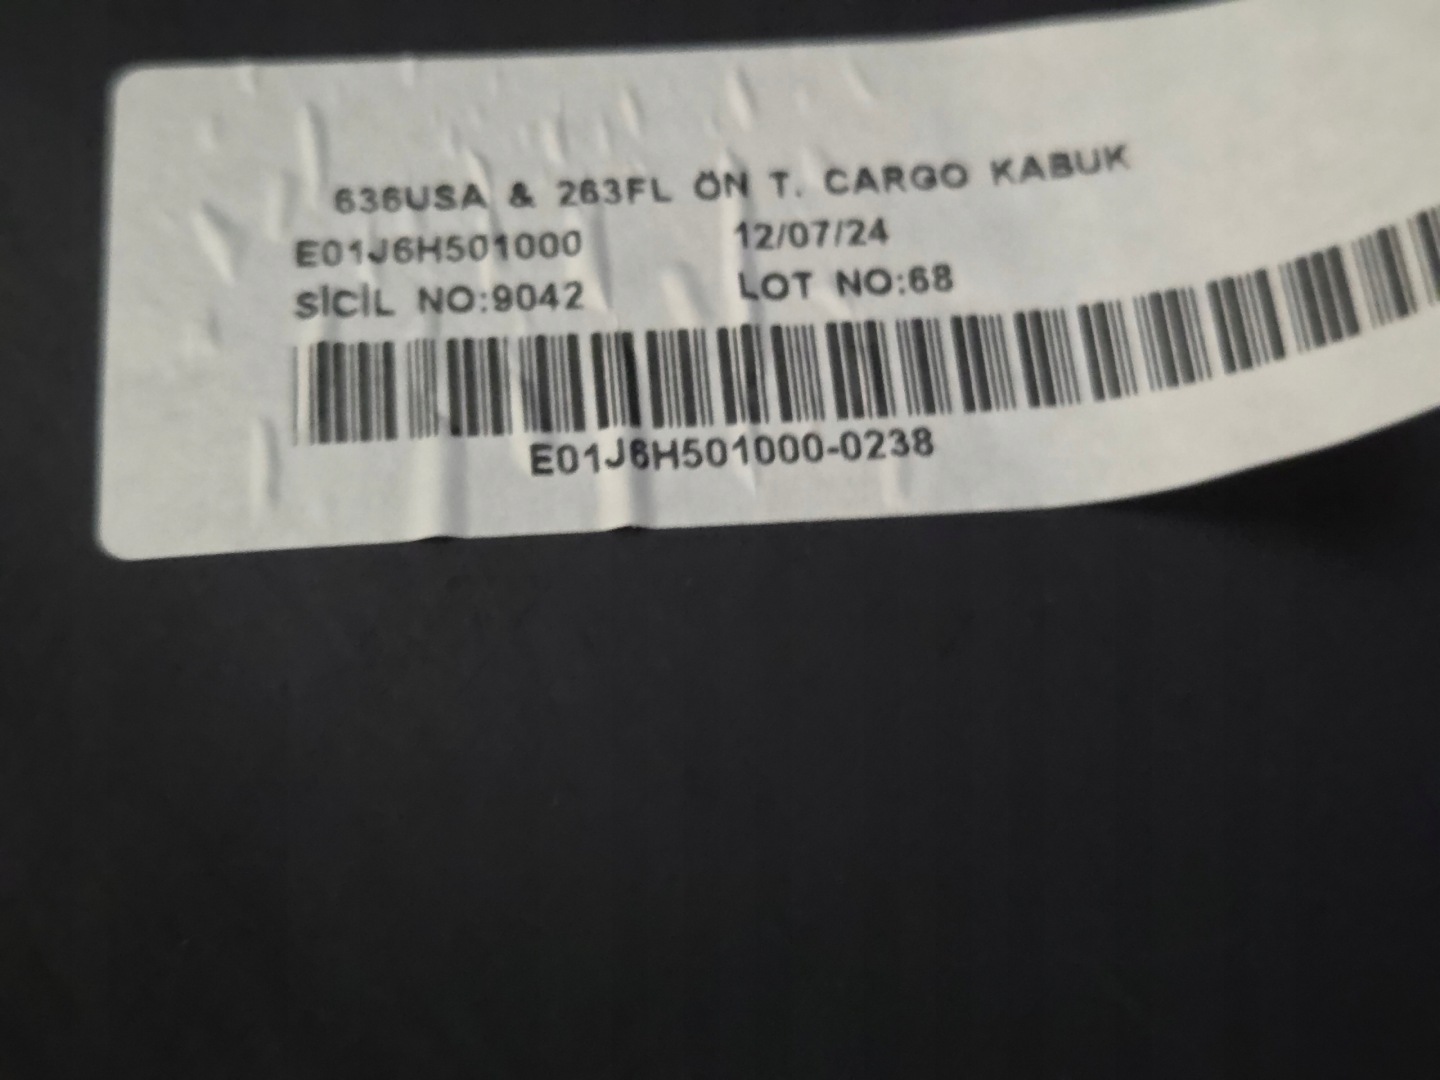 636USA & 263FL ÖN T. CARGO KABUK
E01J6H501000 12/07/24
SİCİL NO:9042 LOT NO:68
E01J6H501000-0238